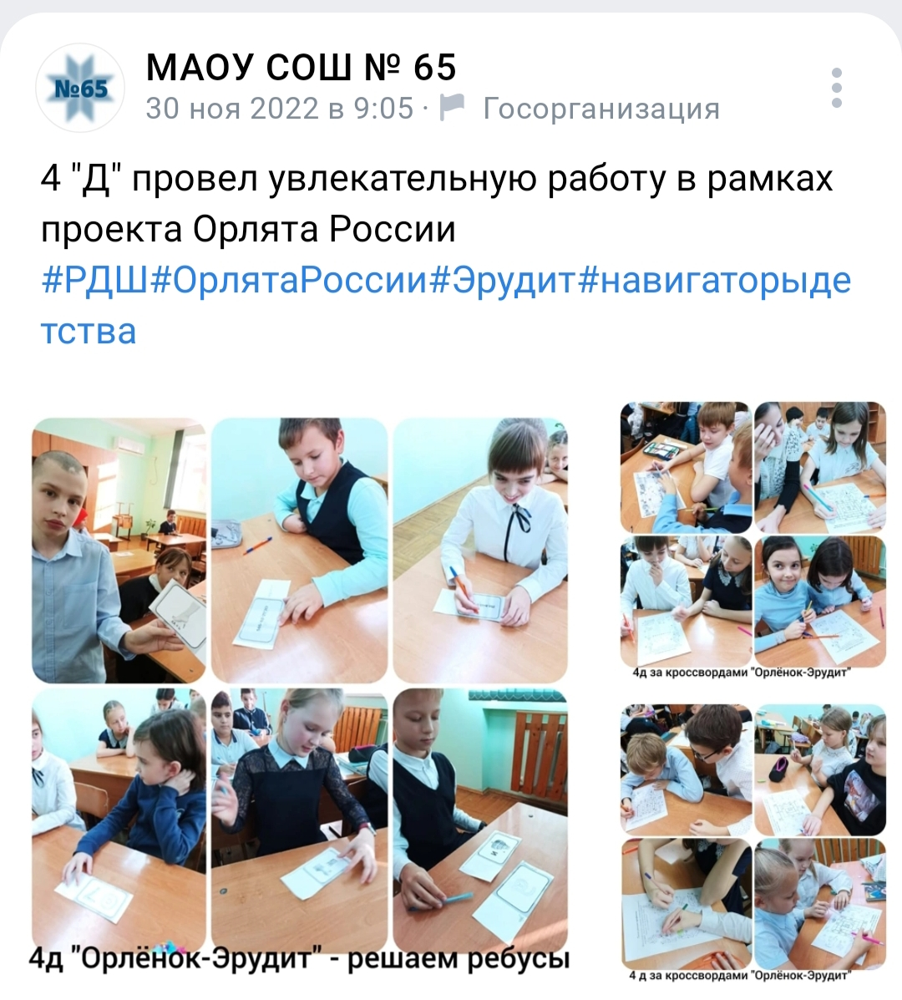 №65
МАОУ СОШ № 65
30 ноя 2022 в 9:05 · Госорганизация
4 "Д" провел увлекательную работу в рамках
проекта Орлята России
#РДШ#ОрлятаРоссии#Эрудит#навигаторыде
тства
4д за кроссвордами "Орлёнок-Эрудит"
4д "Орлёнок-Эрудит" - решаем ребусы
4 д за кроссвордами "Орлёнок-Эрудит"